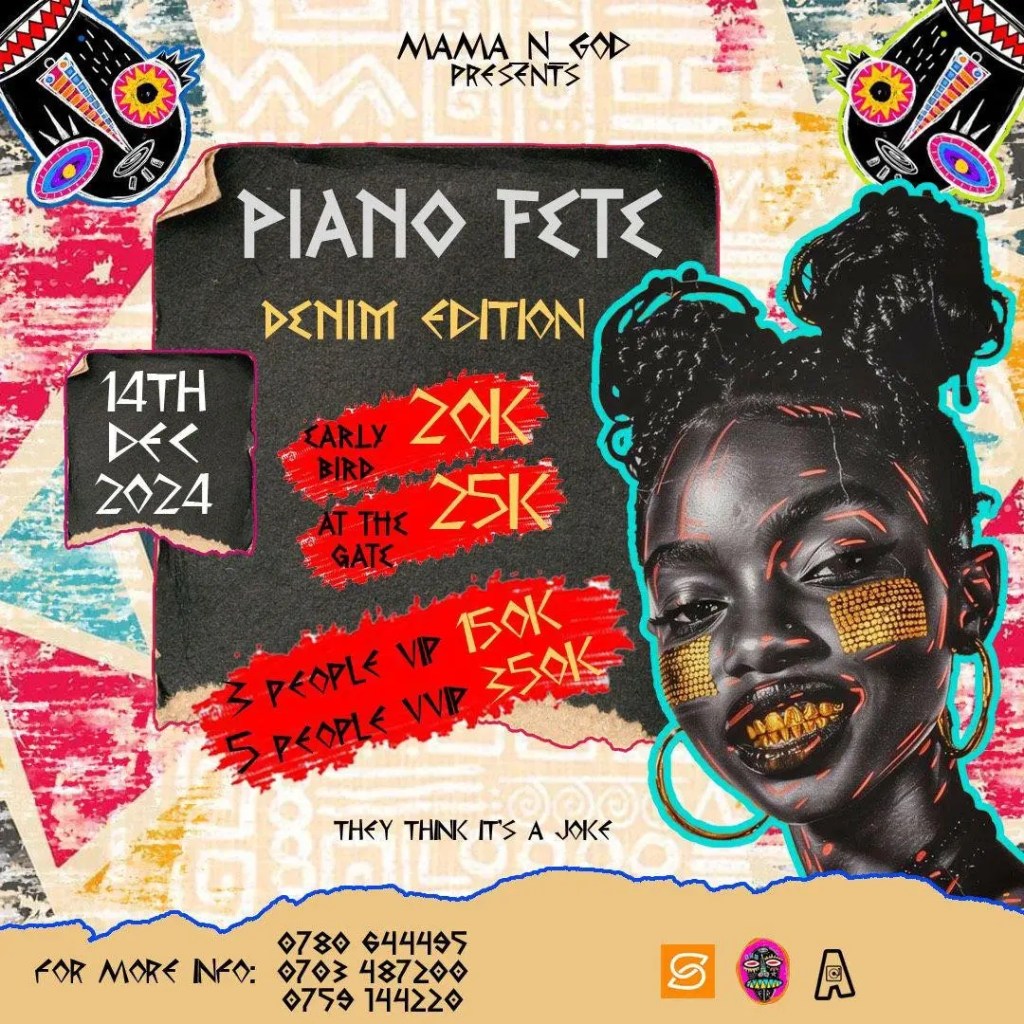 MAMA N GOD
PRESENTS
PIANO FETE
DENIM EDITION
14TH
DEC
2024
EARLY
BIRD
20K
AT THE
GATE
25K
3 PEOPLE VIP 150K
5 PEOPLE VVIP 350K
THEY THINK IT'S A JOKE
FOR MORE INFO:
0780 644495
0703 487200
0759 144220